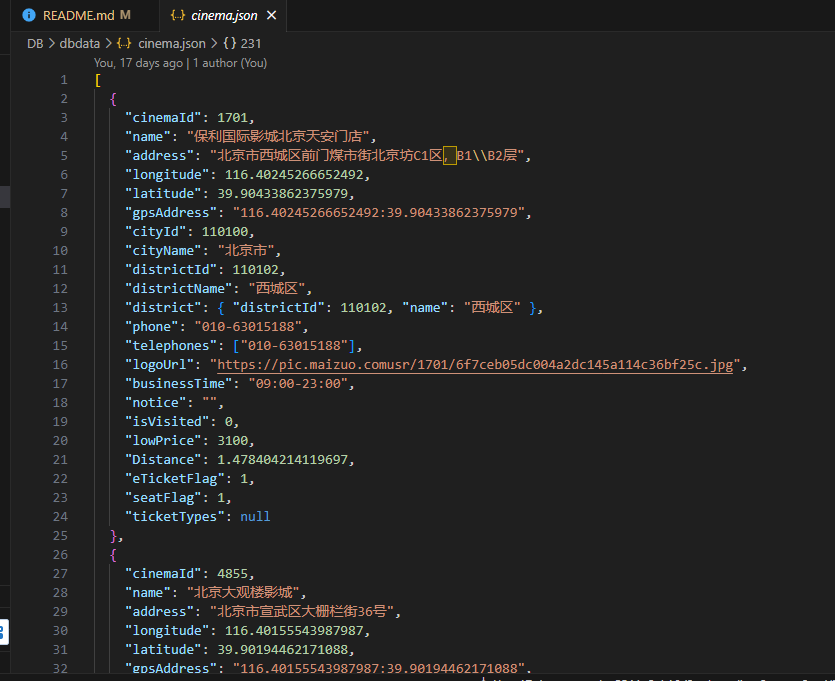 README.md M
{..} cinema.json ×
DB > dbdata > {..} cinema.json > { } 231
You, 17 days ago | 1 author (You)
1 [
2 {
3 "cinemaId": 1701,
4 "name": "保利国际影城北京天安门店",
5 "address": "北京市西城区前门煤市街北京坊C1区，B1\\B2层",
6 "longitude": 116.40245266652492,
7 "latitude": 39.90433862375979,
8 "gpsAddress": "116.40245266652492:39.90433862375979",
9 "cityId": 110100,
10 "cityName": "北京市",
11 "districtId": 110102,
12 "districtName": "西城区",
13 "district": { "districtId": 110102, "name": "西城区" },
14 "phone": "010-63015188",
15 "telephones": ["010-63015188"],
16 "logoUrl": "https://pic.maizuo.comusr/1701/6f7ceb05dc004a2dc145a114c36bf25c.jpg",
17 "businessTime": "09:00-23:00",
18 "notice": "",
19 "isVisited": 0,
20 "lowPrice": 3100,
21 "Distance": 1.478404214119697,
22 "eTicketFlag": 1,
23 "seatFlag": 1,
24 "ticketTypes": null
25 },
26 {
27 "cinemaId": 4855,
28 "name": "北京大观楼影城",
29 "address": "北京市宣武区大栅栏街36号",
30 "longitude": 116.40155543987987,
31 "latitude": 39.90194462171088,
32 "gpsAddress": "116.40155543987987:39.90194462171088",